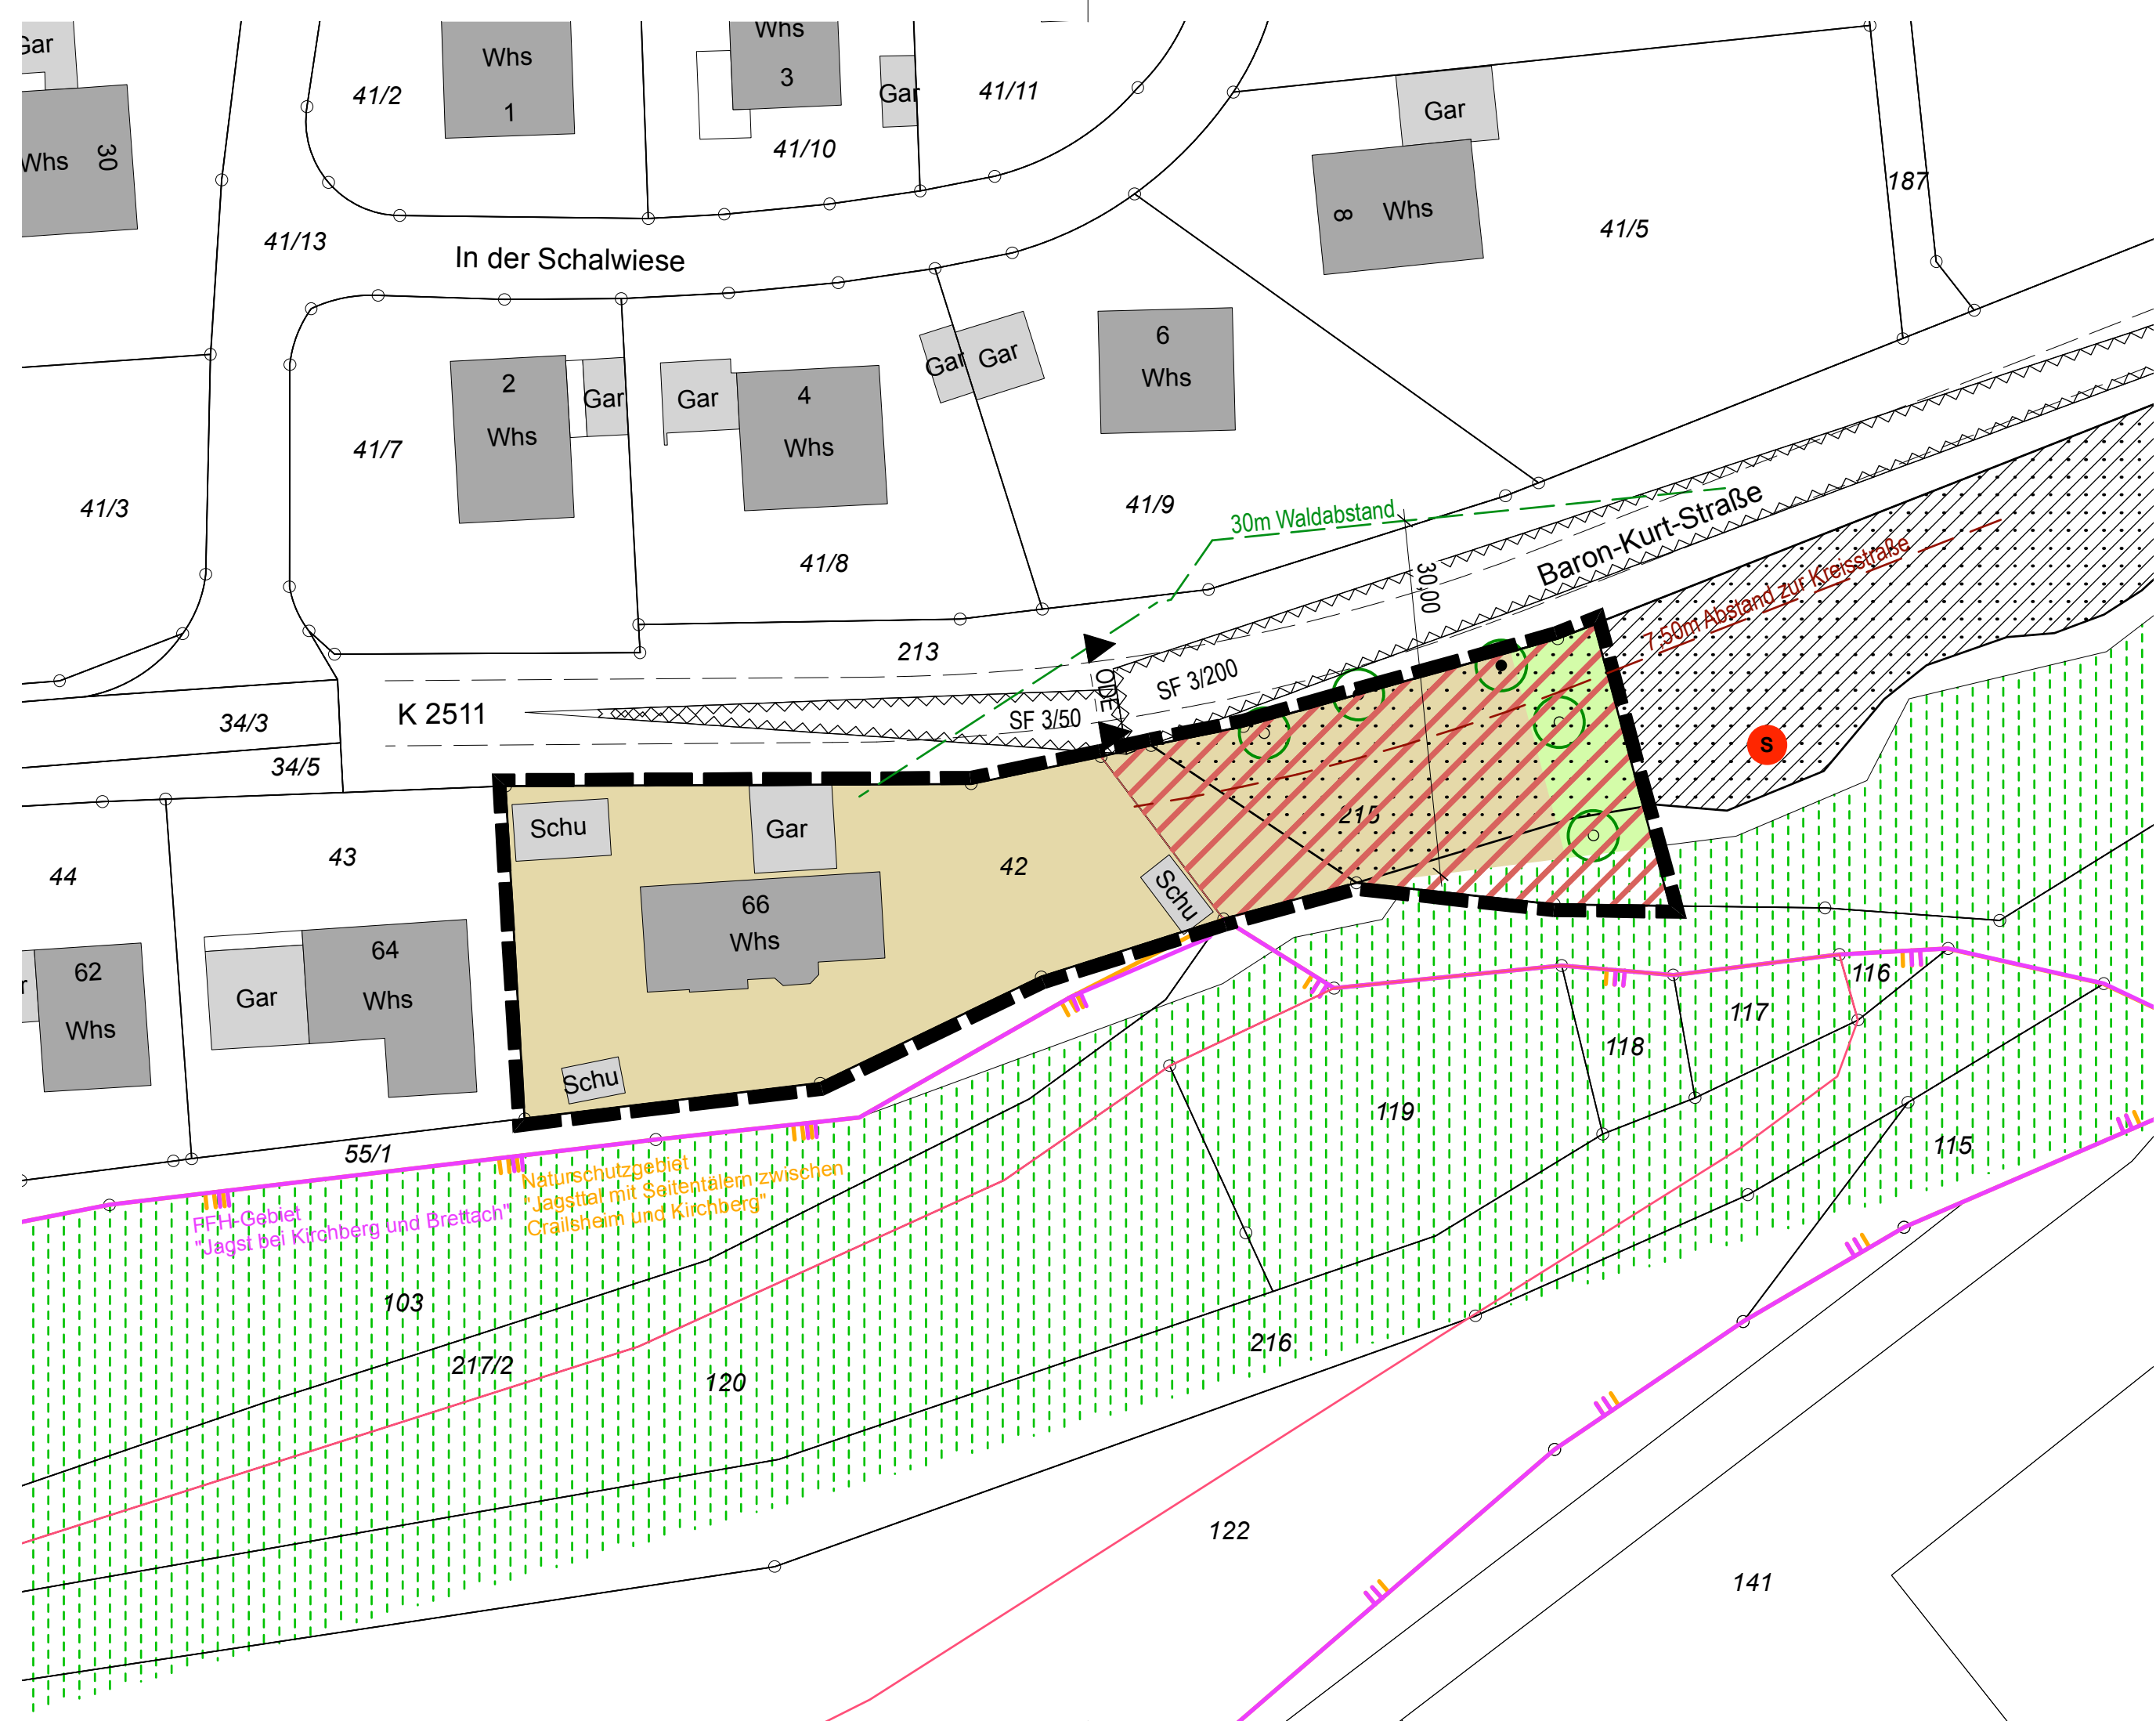 Gar
Whs
30
41/2
Whs
1
Whs
3
Gar
41/11
41/10
Gar
Whs
8
41/5
187
41/13
In der Schalwiese
41/3
41/7
2
Whs
Gar
Gar
4
Whs
41/8
Gar
Gar
6
Whs
41/9
30m Waldabstand
30,00
Baron-Kurt-Straße
7,50m Abstand zur Kreisstraße
213
ODE
SF 3/200
SF 3/50
K 2511
34/3
34/5
S
44
43
Schu
Gar
42
215
66
Whs
Schu
Schu
62
Whs
Gar
64
Whs
55/1
116
117
118
119
115
Naturschutzgebiet
"Jagsttal mit Seitentälern zwischen
Crailsheim und Kirchberg"
FFH-Gebiet
"Jagst bei Kirchberg und Brettach"
103
217/2
120
216
122
141